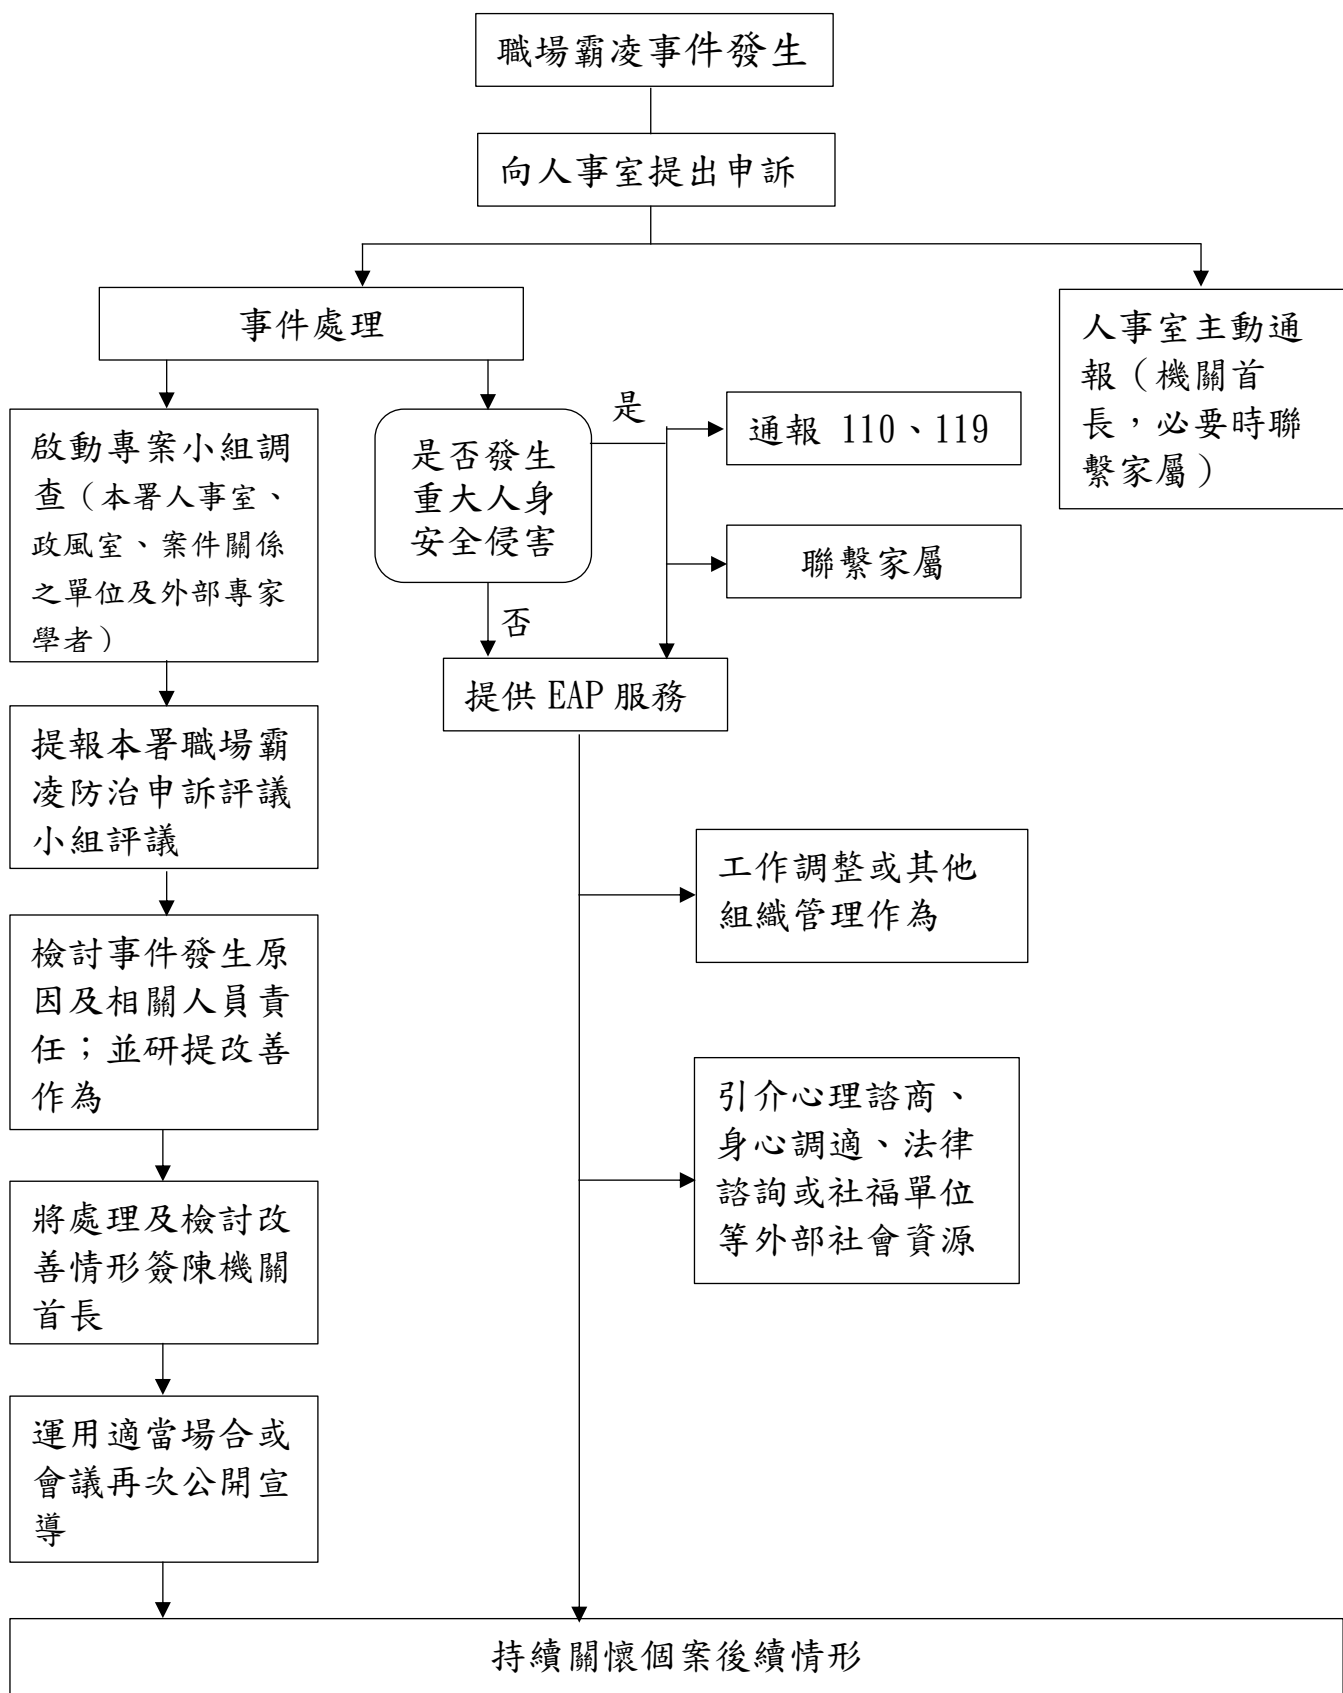 職場霸凌事件發生
向人事室提出申訴
事件處理
人事室主動通
報（機關首
長，必要時聯
繫家屬）
啟動專案小組調
查（本署人事室、
政風室、案件關係
之單位及外部專家
學者）
是否發生
重大人身
安全侵害
是
通報 110、119
聯繫家屬
否
提供 EAP 服務
提報本署職場霸
凌防治申訴評議
小組評議
工作調整或其他
組織管理作為
檢討事件發生原
因及相關人員責
任；並研提改善
作為
引介心理諮商、
身心調適、法律
諮詢或社福單位
等外部社會資源
將處理及檢討改
善情形簽陳機關
首長
運用適當場合或
會議再次公開宣
導
持續關懷個案後續情形